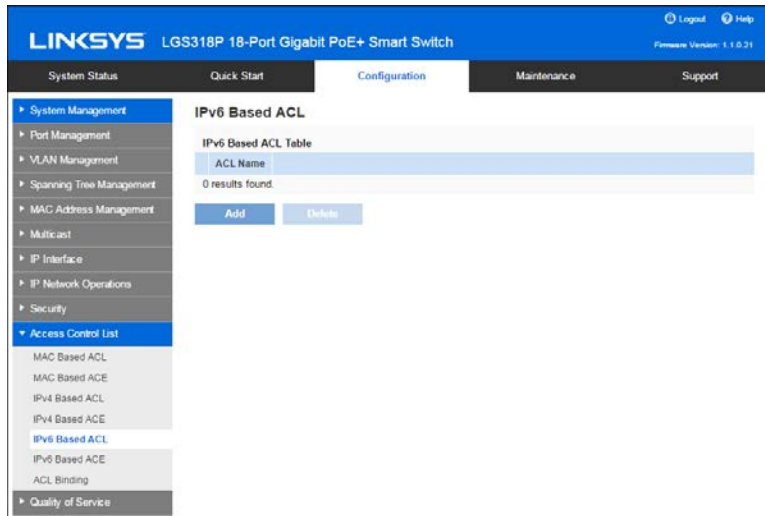 Logout Help
LINKSYS LGS318P 18-Port Gigabit PoE+ Smart Switch
Firmware Version: 1.1.0.21
System Status Quick Start Configuration Maintenance Support
System Management
Port Management
VLAN Management
Spanning Tree Management
MAC Address Management
Multicast
IP Interface
IP Network Operations
Security
Access Control List
MAC Based ACL
MAC Based ACE
IPv4 Based ACL
IPv4 Based ACE
IPv6 Based ACL
IPv6 Based ACE
ACL Binding
Quality of Service
IPv6 Based ACL
IPv6 Based ACL Table
ACL Name
0 results found.
Add Delete